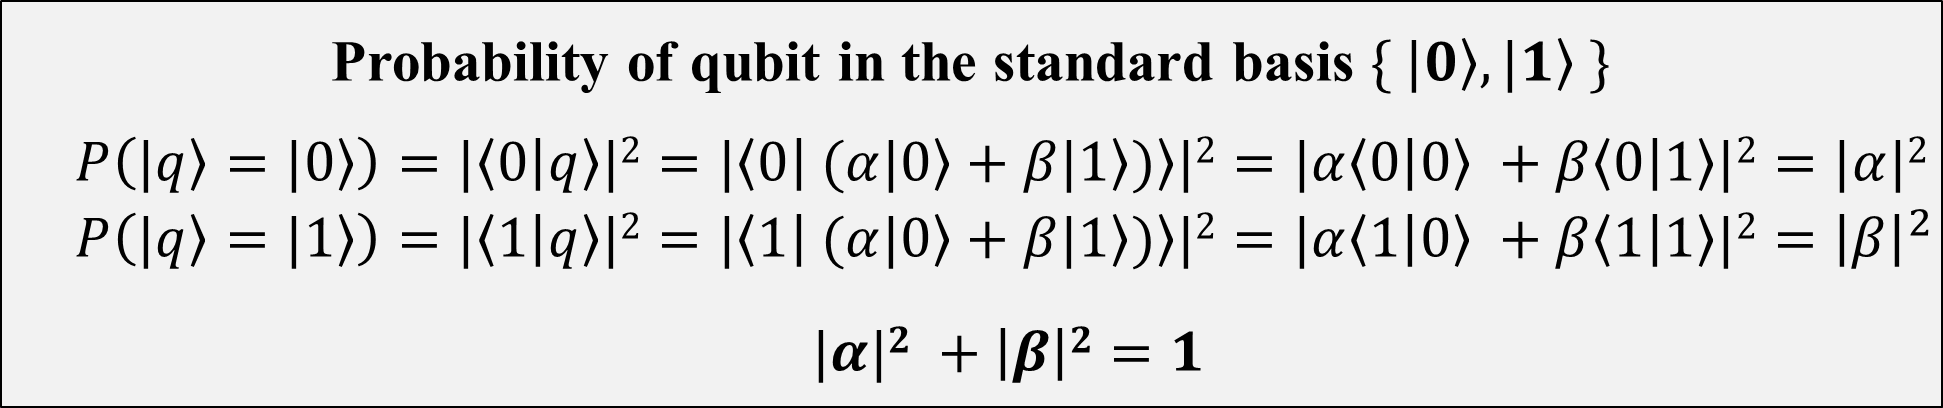 Probability of qubit in the standard basis { |0⟩, |1⟩ }
P(|q⟩ = |0⟩) = |⟨0|q⟩|² = |⟨0| (α|0⟩ + β|1⟩)⟩|² = |α⟨0|0⟩ + β⟨0|1⟩|² = |α|²
P(|q⟩ = |1⟩) = |⟨1|q⟩|² = |⟨1| (α|0⟩ + β|1⟩)⟩|² = |α⟨1|0⟩ + β⟨1|1⟩|² = |β|²
|α|² + |β|² = 1